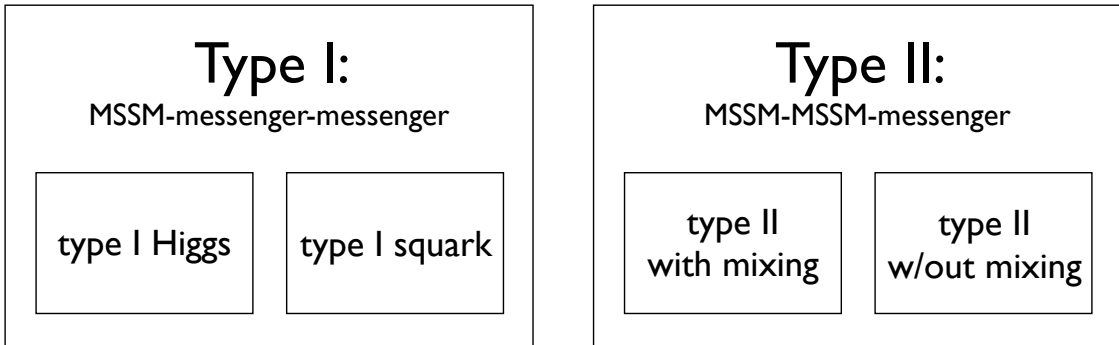 Type I:
MSSM-messenger-messenger
type I Higgs
type I squark
Type II:
MSSM-MSSM-messenger
type II
with mixing
type II
w/out mixing